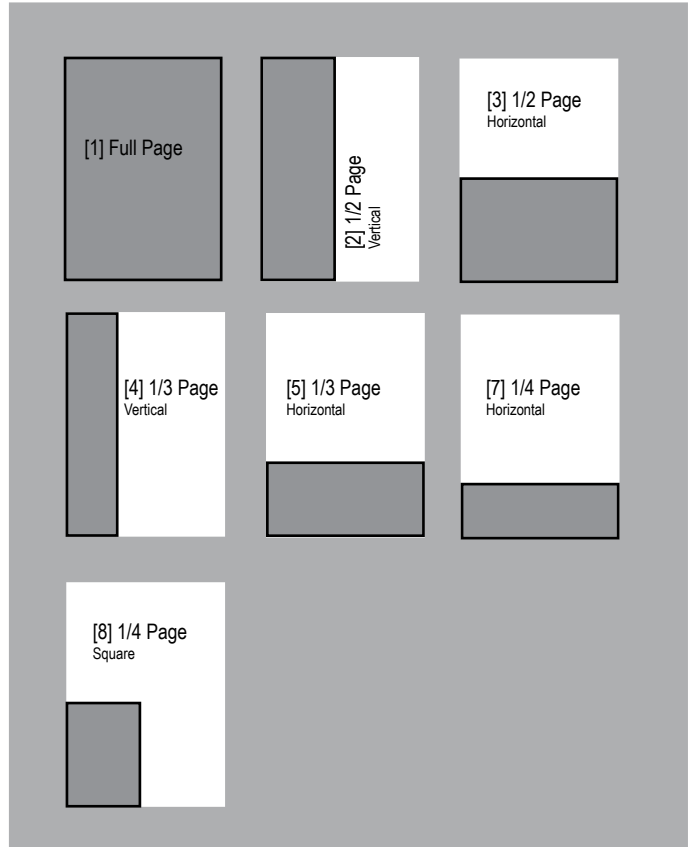 [1] Full Page
[2] 1/2 Page
Vertical
[3] 1/2 Page
Horizontal
[4] 1/3 Page
Vertical
[5] 1/3 Page
Horizontal
[7] 1/4 Page
Horizontal
[8] 1/4 Page
Square